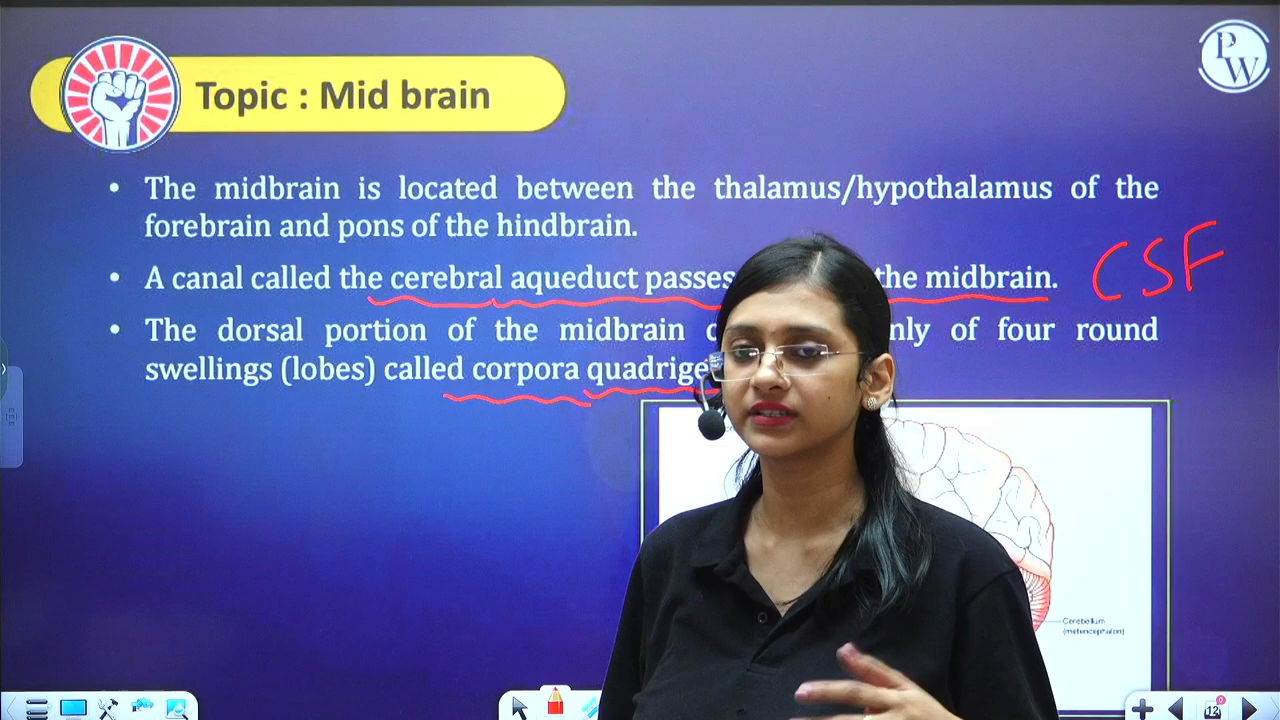 PW
Topic : Mid brain
• The midbrain is located between the thalamus/hypothalamus of the
forebrain and pons of the hindbrain.
• A canal called the cerebral aqueduct passes the midbrain.
CSF
• The dorsal portion of the midbrain of four round
swellings (lobes) called corpora
Cerebellum
(metencephalon)
12